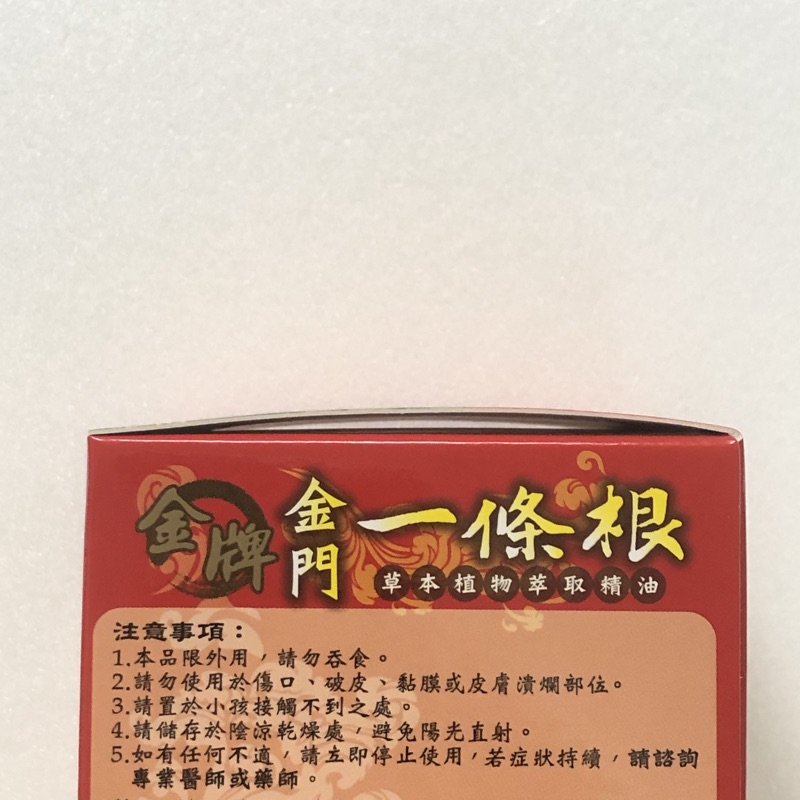 金牌 金門 一條根
草本植物萃取精油
注意事項：
1.本品限外用，請勿吞食。
2.請勿使用於傷口、破皮、黏膜或皮膚潰爛部位。
3.請置於小孩接觸不到之處。
4.請儲存於陰涼乾燥處，避免陽光直射。
5.如有任何不適，請立即停止使用，若症狀持續，請諮詢
專業醫師或藥師。